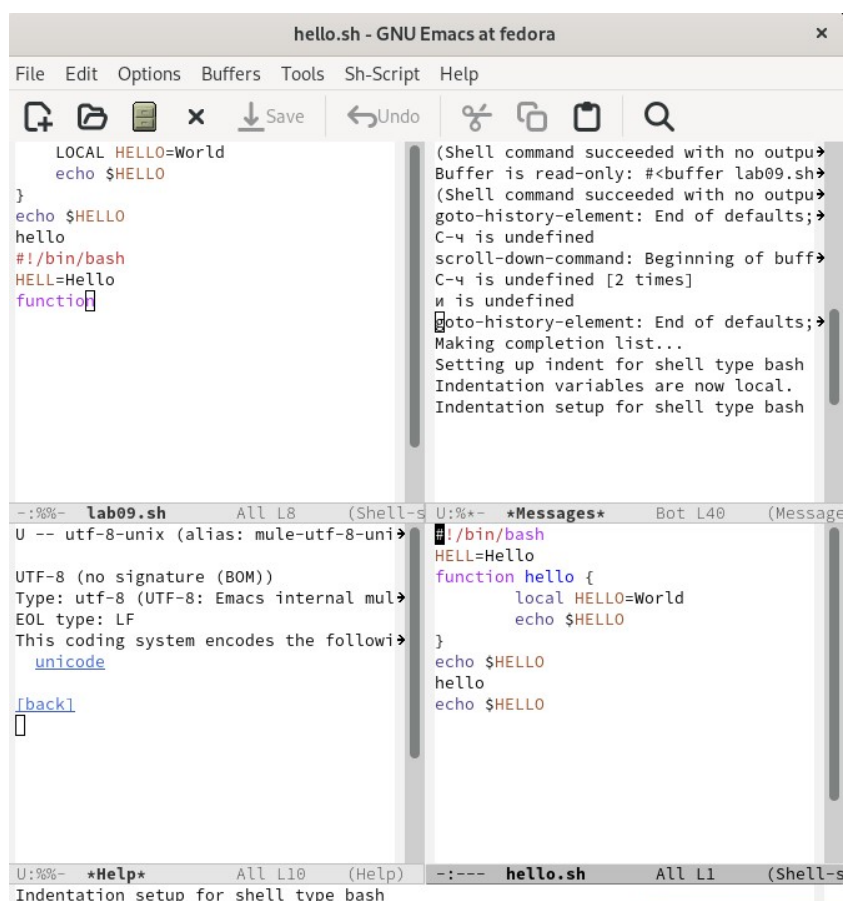 hello.sh - GNU Emacs at fedora
File Edit Options Buffers Tools Sh-Script Help
Save Undo
LOCAL HELLO=World
echo $HELLO
}
echo $HELLO
hello
#!/bin/bash
HELL=Hello
function
-:%%- lab09.sh All L8 (Shell-s
(Shell command succeeded with no outpu
Buffer is read-only: #<buffer lab09.sh
(Shell command succeeded with no outpu
goto-history-element: End of defaults;
C-ч is undefined
scroll-down-command: Beginning of buff
C-ч is undefined [2 times]
и is undefined
goto-history-element: End of defaults;
Making completion list...
Setting up indent for shell type bash
Indentation variables are now local.
Indentation setup for shell type bash
U:%*- *Messages* Bot L40 (Message
U -- utf-8-unix (alias: mule-utf-8-uni
UTF-8 (no signature (BOM))
Type: utf-8 (UTF-8: Emacs internal mul
EOL type: LF
This coding system encodes the followi
unicode
[back]
U:%%- *Help* All L10 (Help)
#!/bin/bash
HELL=Hello
function hello {
local HELLO=World
echo $HELLO
}
echo $HELLO
hello
echo $HELLO
-:--- hello.sh All L1 (Shell-s
Indentation setup for shell type bash